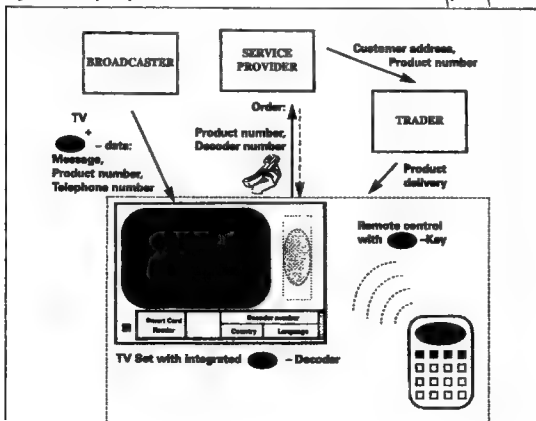 BROADCASTER
SERVICE
PROVIDER
Customer address,
Product number
TRADER
TV
+
– data:
Message,
Product number,
Telephone number
Order:
Product number,
Decoder number
Product
delivery
Remote control
with – Key
Smart Card
Reader
Decoder number
Country
Language
TV Set with integrated – Decoder